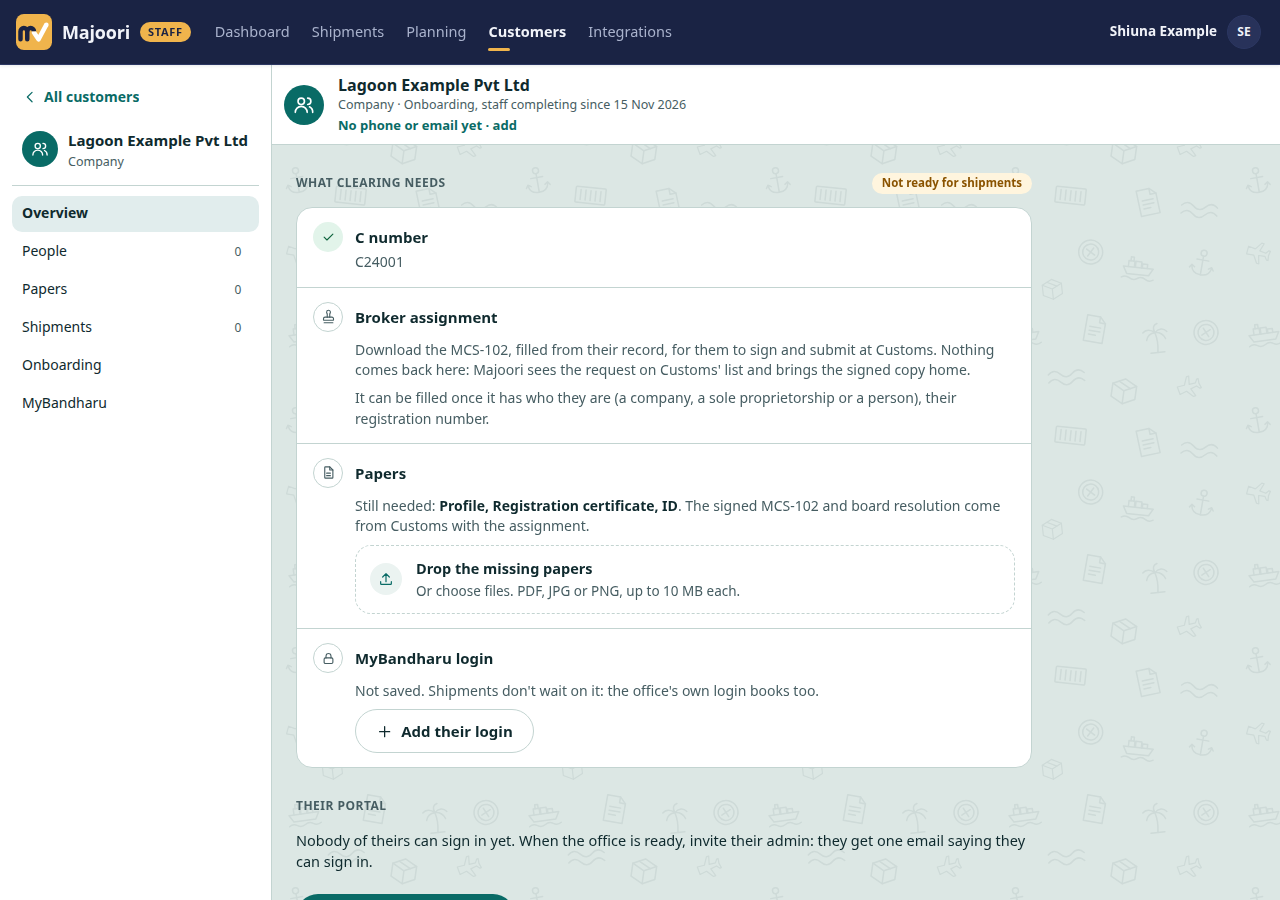 Majoori
STAFF
Dashboard
Shipments
Planning
Customers
Integrations
Shiuna Example
SE
All customers
Lagoon Example Pvt Ltd
Company
Overview
People 0
Papers 0
Shipments 0
Onboarding
MyBandharu
Lagoon Example Pvt Ltd
Company · Onboarding, staff completing since 15 Nov 2026
No phone or email yet · add
WHAT CLEARING NEEDS
Not ready for shipments
C number
C24001
Broker assignment
Download the MCS-102, filled from their record, for them to sign and submit at Customs. Nothing
comes back here: Majoori sees the request on Customs' list and brings the signed copy home.
It can be filled once it has who they are (a company, a sole proprietorship or a person), their
registration number.
Papers
Still needed: Profile, Registration certificate, ID. The signed MCS-102 and board resolution come
from Customs with the assignment.
Drop the missing papers
Or choose files. PDF, JPG or PNG, up to 10 MB each.
MyBandharu login
Not saved. Shipments don't wait on it: the office's own login books too.
Add their login
THEIR PORTAL
Nobody of theirs can sign in yet. When the office is ready, invite their admin: they get one email saying they
can sign in.